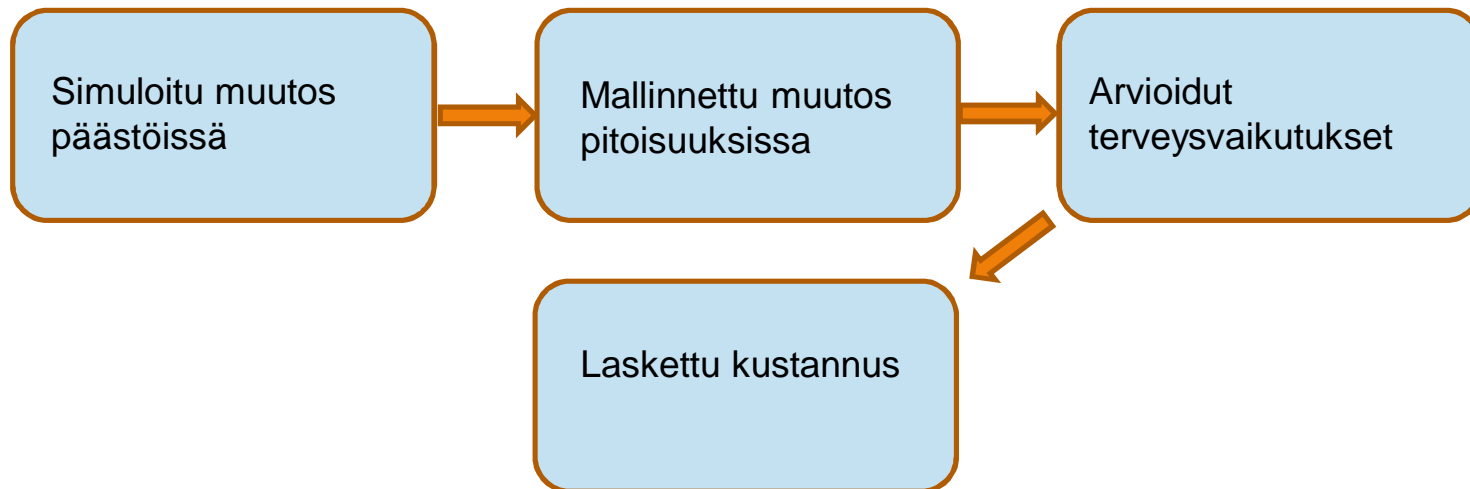 Simuloitu muutos
päästöissä
Mallinnettu muutos
pitoisuuksissa
Arvioidut
terveysvaikutukset
Laskettu kustannus